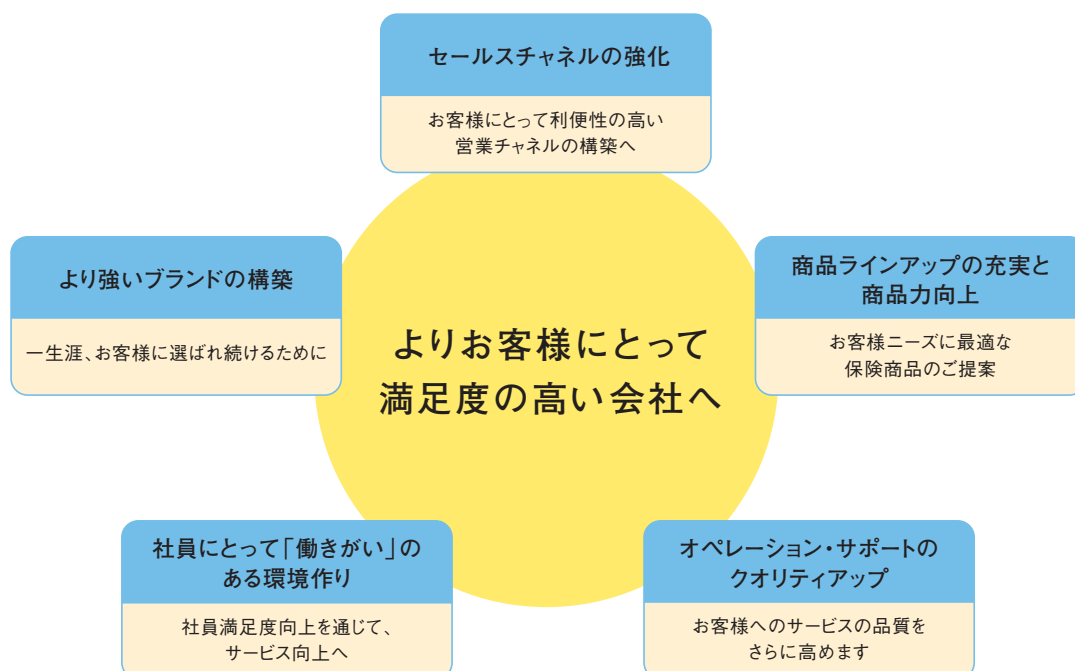 セールスチャネルの強化
お客様にとって利便性の高い
営業チャネルの構築へ
より強いブランドの構築
一生涯、お客様に選ばれ続けるために
商品ラインアップの充実と
商品力向上
お客様ニーズに最適な
保険商品のご提案
よりお客様にとって
満足度の高い会社へ
社員にとって「働きがい」の
ある環境作り
社員満足度向上を通じて、
サービス向上へ
オペレーション・サポートの
クオリティアップ
お客様へのサービスの品質を
さらに高めます